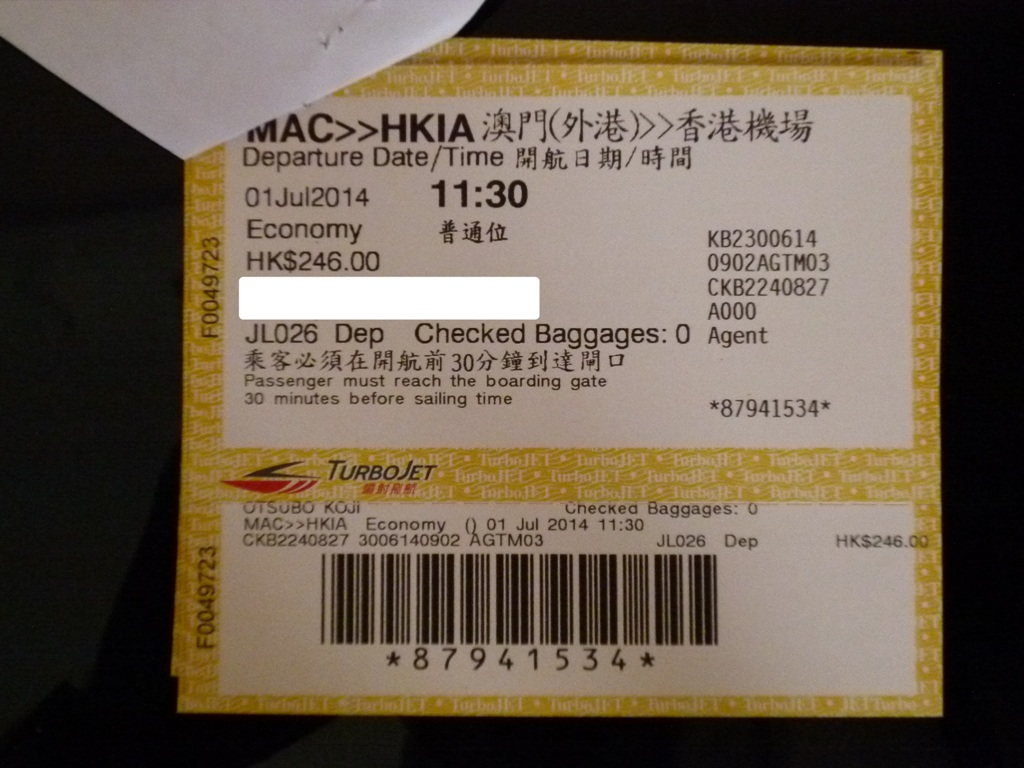 MAC>>HKIA 澳門(外港)>>香港機場
Departure Date/Time 開航日期/時間
01Jul2014 11:30
Economy 普通位
HK$246.00
KB2300614
0902AGTM03
CKB2240827
A000
Agent
JL026 Dep Checked Baggages: 0
乘客必須在開航前30分鐘到達閘口
Passenger must reach the boarding gate
30 minutes before sailing time
*87941534*
F0049723
TURBOJET
噴射飛航
OTSUBO KOJI Checked Baggages: 0
MAC>>HKIA Economy () 01 Jul 2014 11:30
CKB2240827 3006140902 AGTM03 JL026 Dep HK$246.00
F0049723
*87941534*